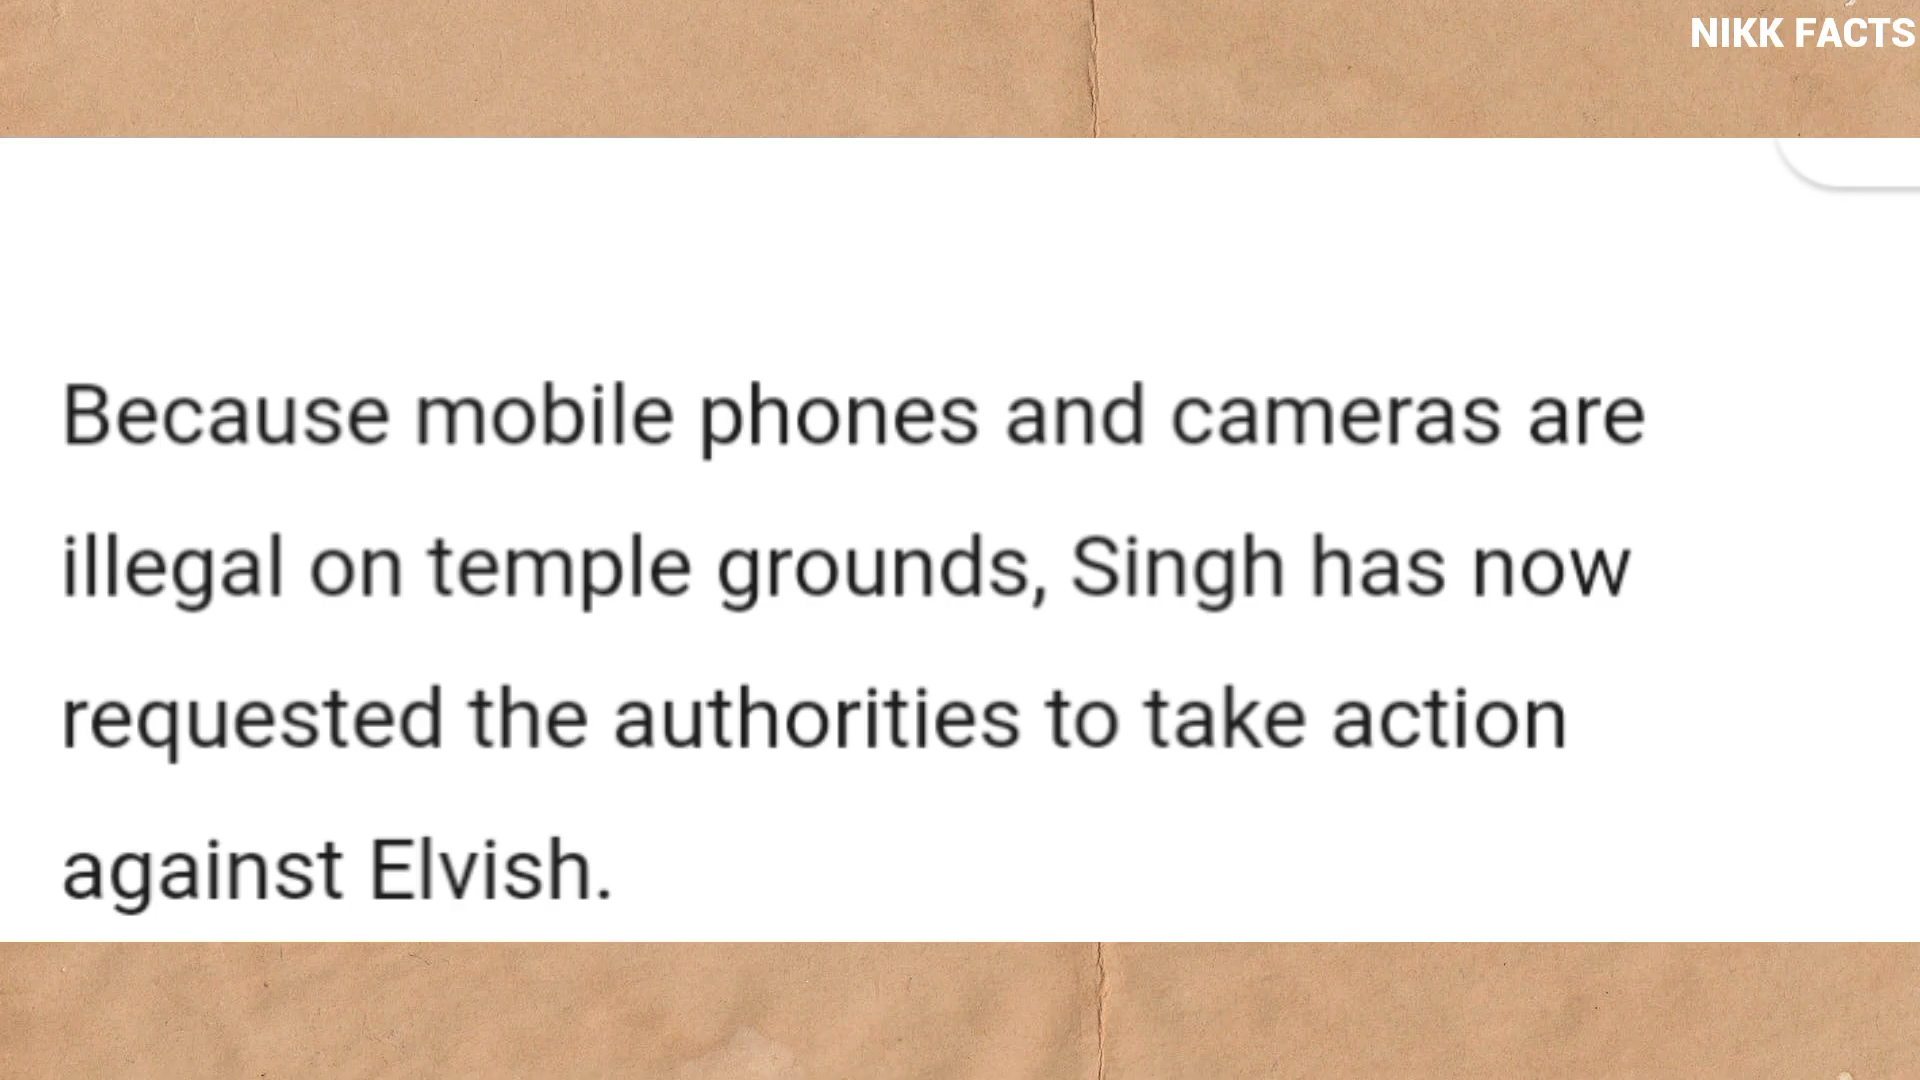 NIKK FACTS
Because mobile phones and cameras are
illegal on temple grounds, Singh has now
requested the authorities to take action
against Elvish.